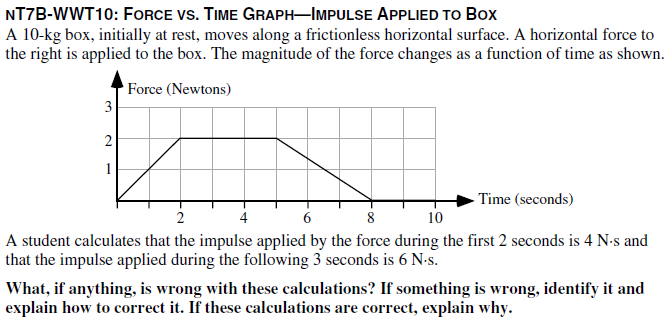 NT7B-WWT10: FORCE VS. TIME GRAPH—IMPULSE APPLIED TO BOX
A 10-kg box, initially at rest, moves along a frictionless horizontal surface. A horizontal force to
the right is applied to the box. The magnitude of the force changes as a function of time as shown.
Force (Newtons)
3
2
1
Time (seconds)
2 4 6 8 10
A student calculates that the impulse applied by the force during the first 2 seconds is 4 N·s and
that the impulse applied during the following 3 seconds is 6 N·s.
What, if anything, is wrong with these calculations? If something is wrong, identify it and
explain how to correct it. If these calculations are correct, explain why.